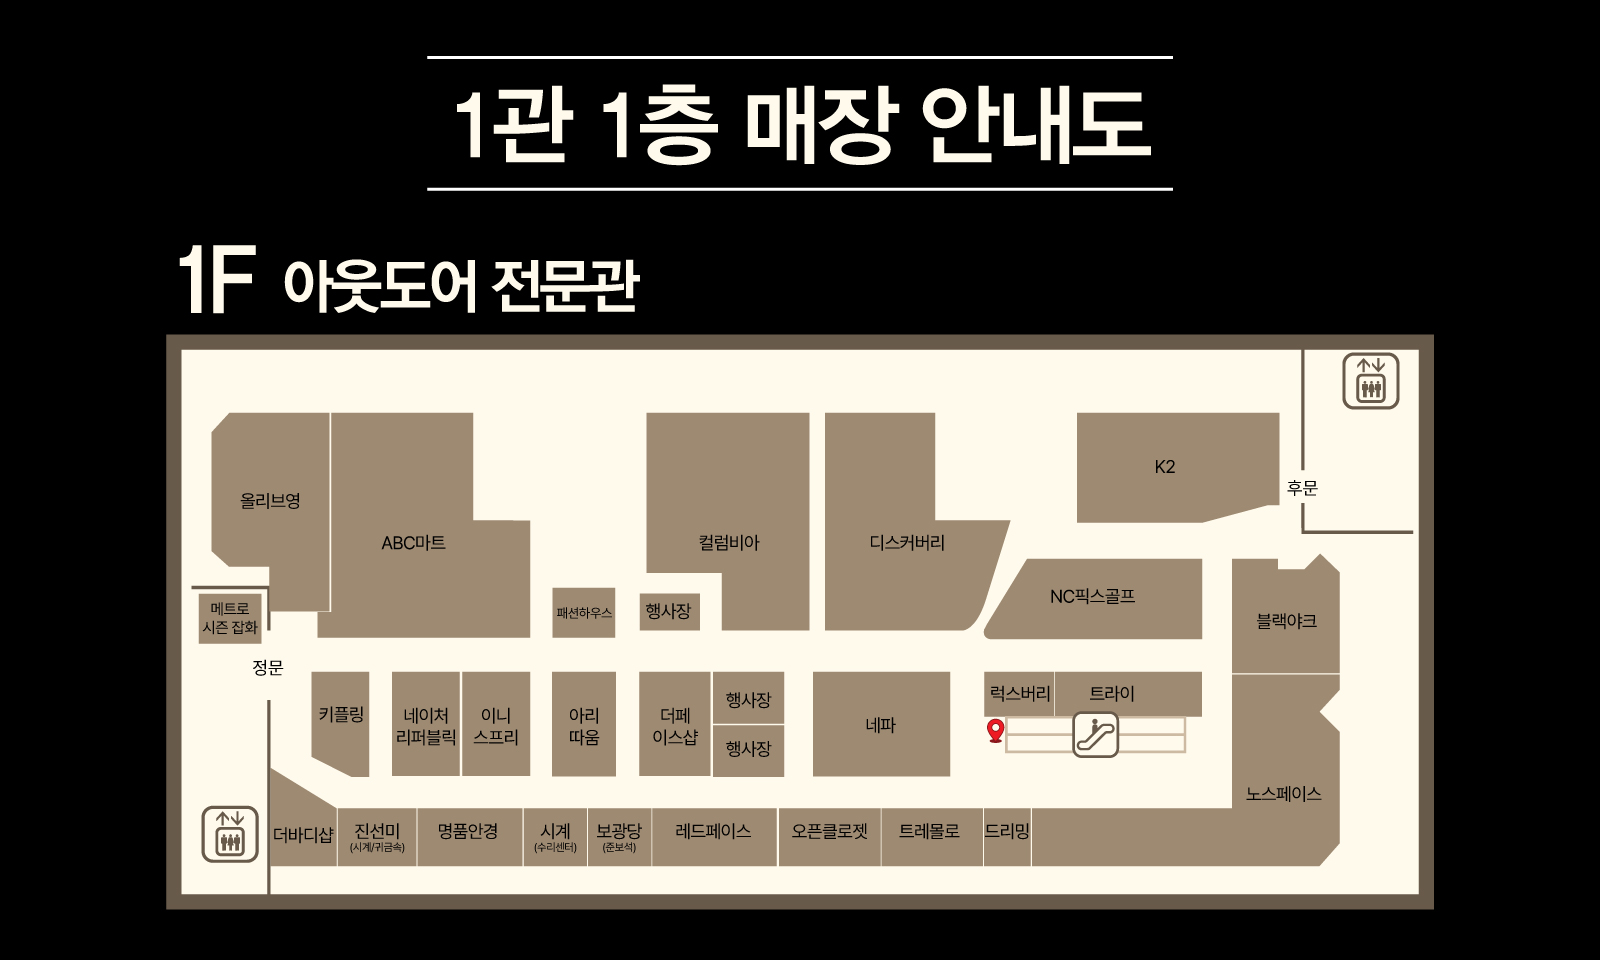 1관 1층 매장 안내도
1F 아웃도어 전문관
올리브영
ABC마트
컬럼비아
디스커버리
K2
후문
메트로
시즌 잡화
패션하우스
행사장
NC픽스골프
블랙야크
정문
키플링
네이처
리퍼블릭
이니
스프리
아리
따움
더페
이스샵
행사장
행사장
네파
럭스버리
트라이
노스페이스
더바디샵
진선미
(시계/귀금속)
명품안경
시계
(수리센터)
보광당
(준보석)
레드페이스
오픈클로젯
트레몰로
드리밍